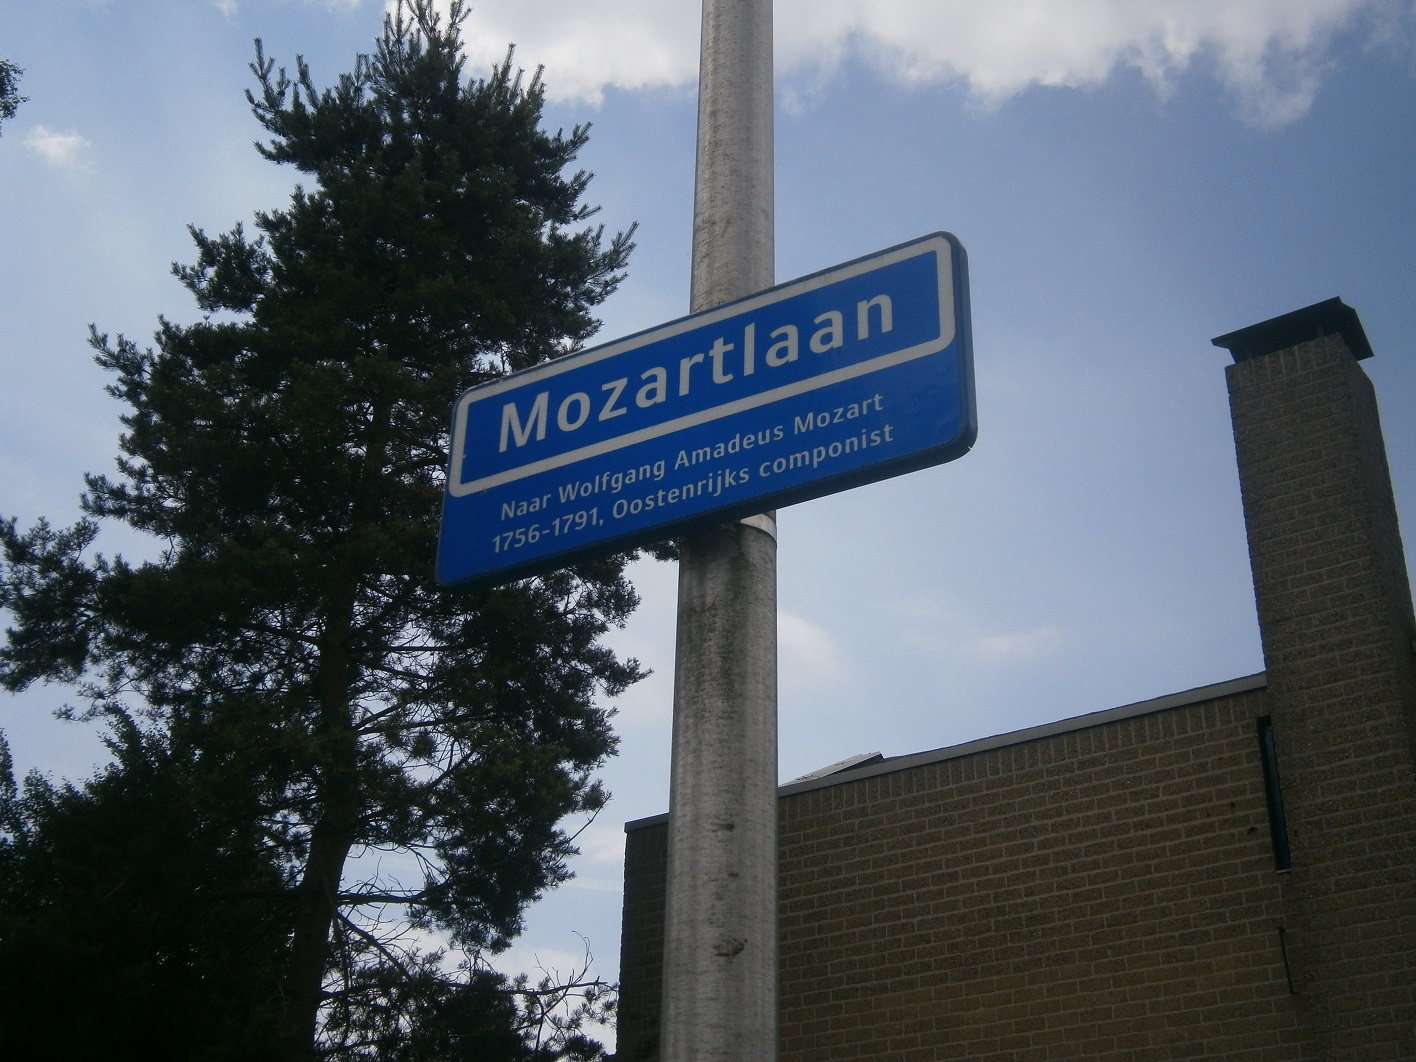 Mozartlaan
Naar Wolfgang Amadeus Mozart
1756-1791, Oostenrijks componist